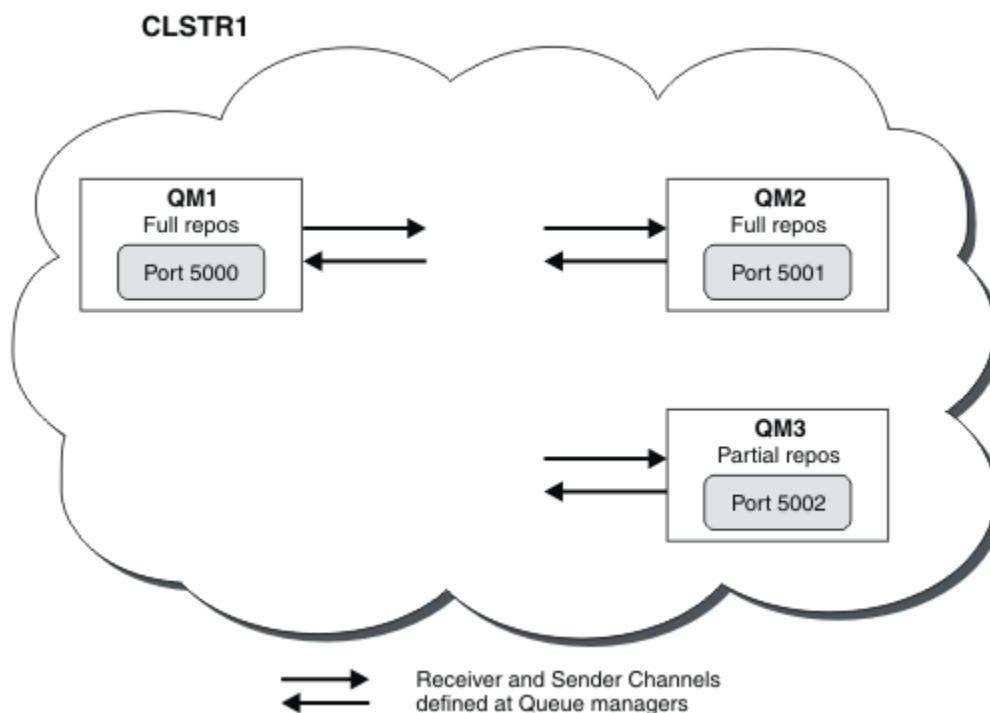 CLSTR1
QM1
Full repos
Port 5000
QM2
Full repos
Port 5001
QM3
Partial repos
Port 5002
Receiver and Sender Channels
defined at Queue managers